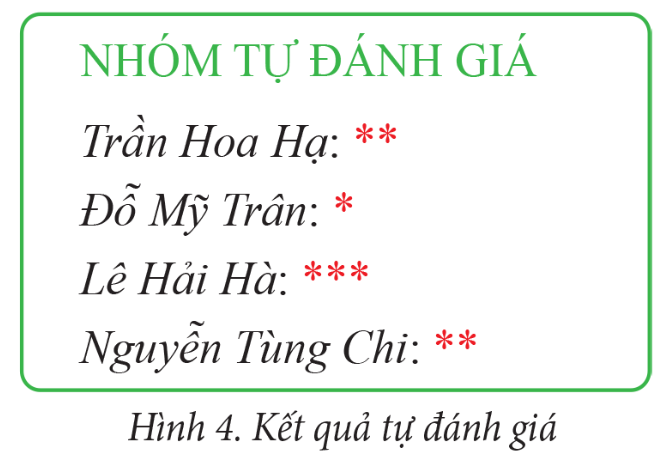 NHÓM TỰ ĐÁNH GIÁ
Trần Hoa Hạ: **
Đỗ Mỹ Trân: *
Lê Hải Hà: ***
Nguyễn Tùng Chi: **
Hình 4. Kết quả tự đánh giá